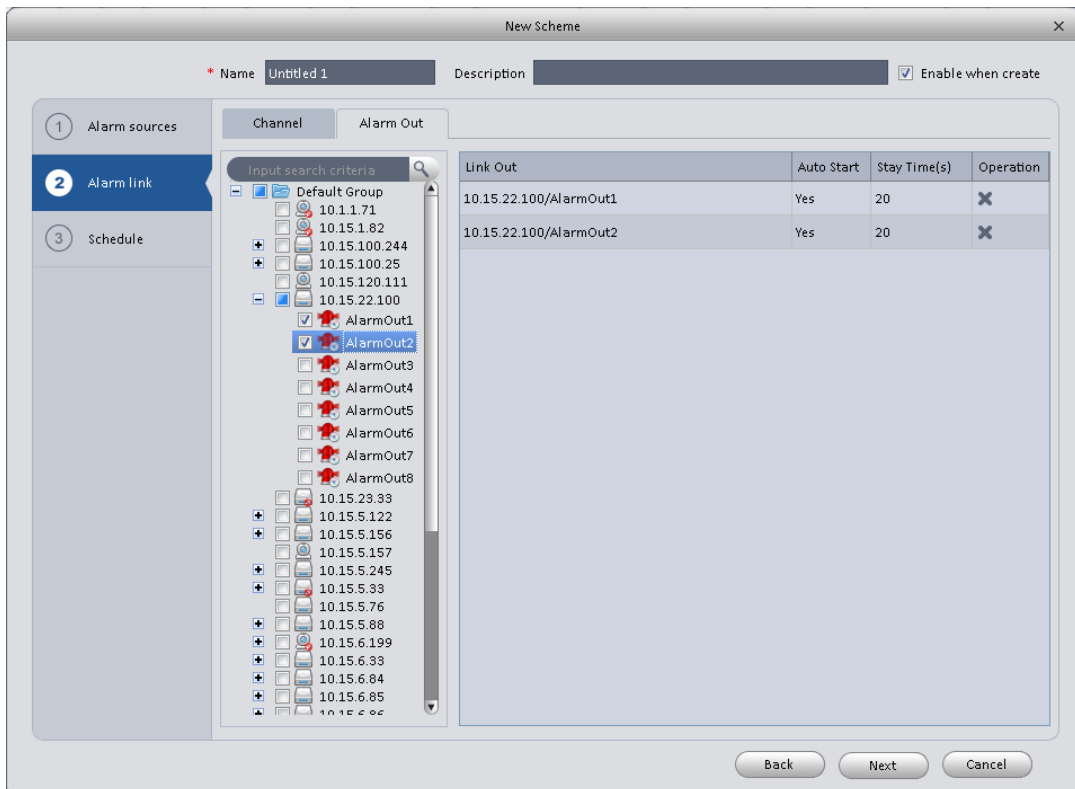 New Scheme
* Name Untitled 1 Description Enable when create
1 Alarm sources
2 Alarm link
3 Schedule
Channel Alarm Out
Input search criteria
Default Group
10.1.1.71
10.15.1.82
10.15.100.244
10.15.100.25
10.15.120.111
10.15.22.100
AlarmOut1
AlarmOut2
AlarmOut3
AlarmOut4
AlarmOut5
AlarmOut6
AlarmOut7
AlarmOut8
10.15.23.33
10.15.5.122
10.15.5.156
10.15.5.157
10.15.5.245
10.15.5.33
10.15.5.76
10.15.5.88
10.15.6.199
10.15.6.33
10.15.6.84
10.15.6.85
Link Out Auto Start Stay Time(s) Operation
10.15.22.100/AlarmOut1 Yes 20
10.15.22.100/AlarmOut2 Yes 20
Back Next Cancel